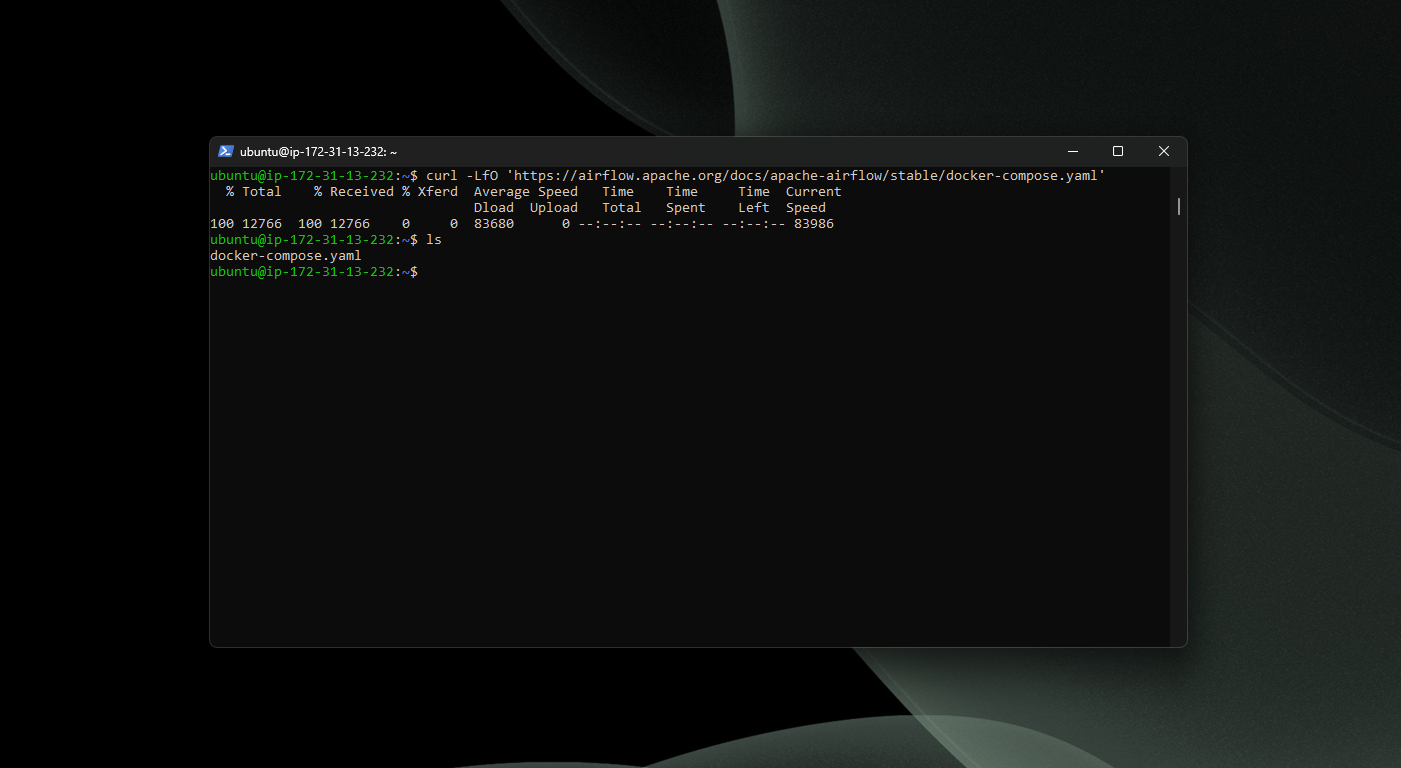 ubuntu@ip-172-31-13-232: ~
ubuntu@ip-172-31-13-232:~$ curl -LfO 'https://airflow.apache.org/docs/apache-airflow/stable/docker-compose.yaml'
  % Total    % Received % Xferd  Average Speed   Time    Time     Time  Current
                                 Dload  Upload   Total   Spent    Left  Speed
100 12766  100 12766    0     0  83680      0 --:--:-- --:--:-- --:--:-- 83986
ubuntu@ip-172-31-13-232:~$ ls
docker-compose.yaml
ubuntu@ip-172-31-13-232:~$